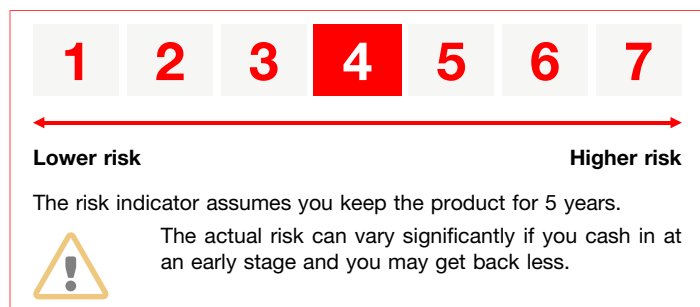 1 2 3 4 5 6 7
Lower risk Higher risk
The risk indicator assumes you keep the product for 5 years.
The actual risk can vary significantly if you cash in at
an early stage and you may get back less.